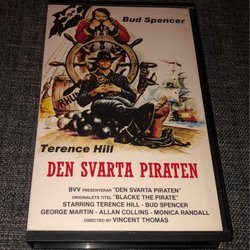 Bud Spencer
Terence Hill
DEN SVARTA PIRATEN
BVV PRESENTERAR "DEN SVARTA PIRATEN"
ORIGINALETS TITEL "BLACKE THE PIRATE"
STARRING TERENCE HILL - BUD SPENCER
GEORGE MARTIN - ALLAN COLLINS - MONICA RANDALL
DIRECTED BY VINCENT THOMAS